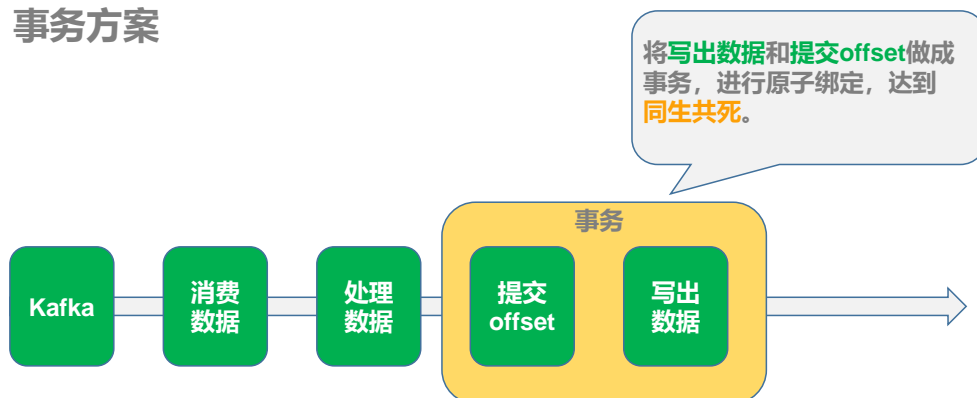 事务方案
将写出数据和提交offset做成
事务，进行原子绑定，达到
同生共死。
事务
Kafka
消费
数据
处理
数据
提交
offset
写出
数据